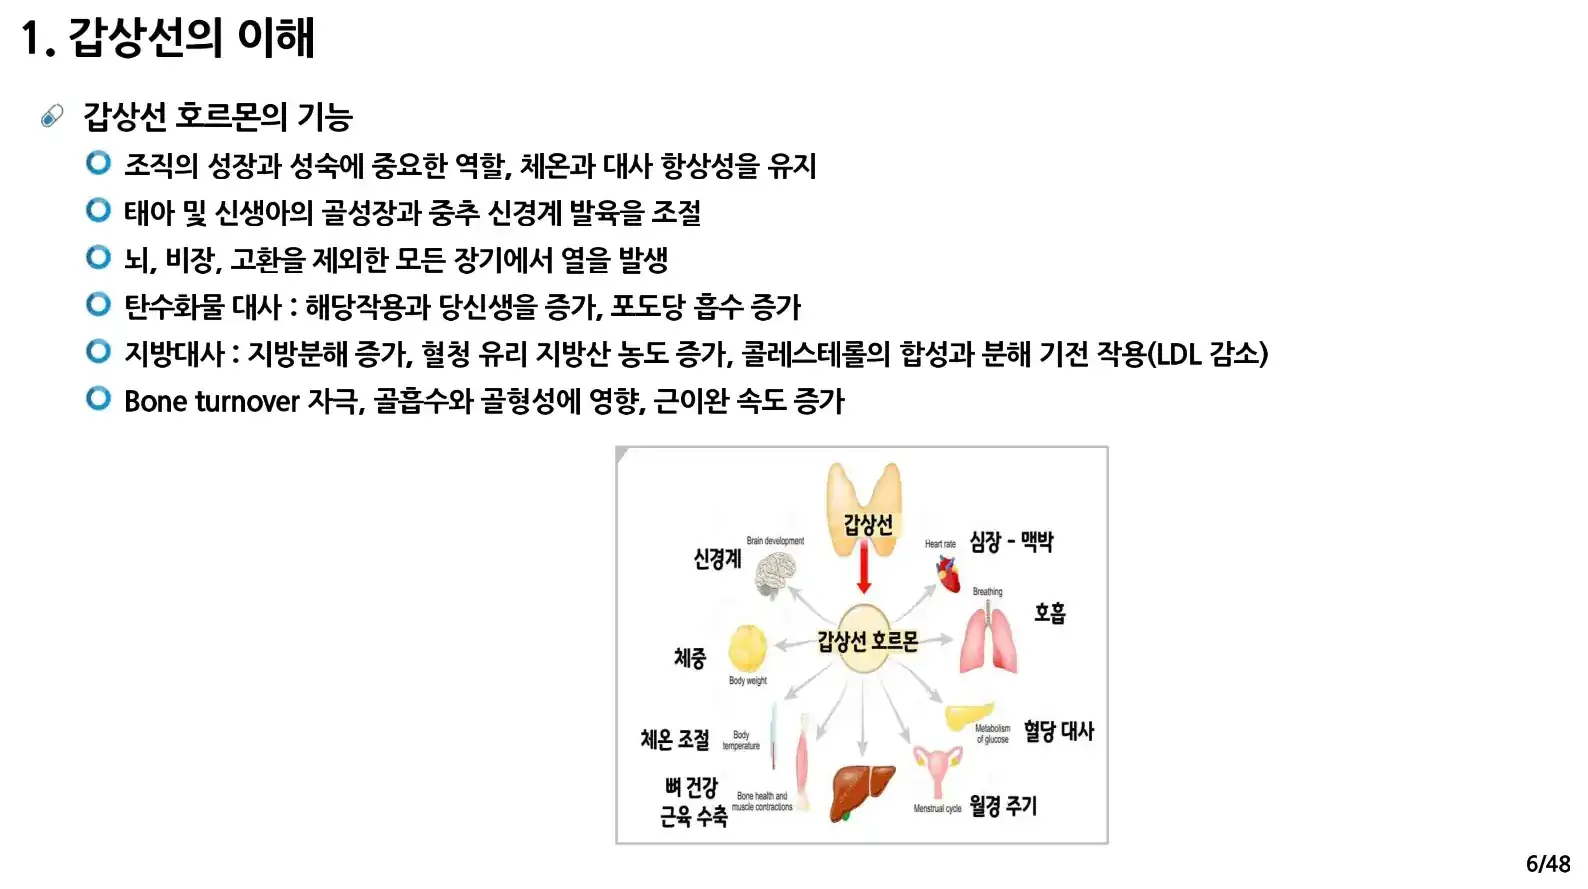 1. 갑상선의 이해
갑상선 호르몬의 기능
조직의 성장과 성숙에 중요한 역할, 체온과 대사 항상성을 유지
태아 및 신생아의 골성장과 중추 신경계 발육을 조절
뇌, 비장, 고환을 제외한 모든 장기에서 열을 발생
탄수화물 대사 : 해당작용과 당신생을 증가, 포도당 흡수 증가
지방대사 : 지방분해 증가, 혈청 유리 지방산 농도 증가, 콜레스테롤의 합성과 분해 기전 작용(LDL 감소)
Bone turnover 자극, 골흡수와 골형성에 영향, 근이완 속도 증가
갑상선
Brain development
신경계
Heart rate
심장 - 맥박
Breathing
호흡
갑상선 호르몬
체중
Body weight
체온 조절
Body
temperature
Metabolism
of glucose
혈당 대사
뼈 건강
근육 수축
Bone health and
muscle contractions
Menstrual cycle
월경 주기
6/48